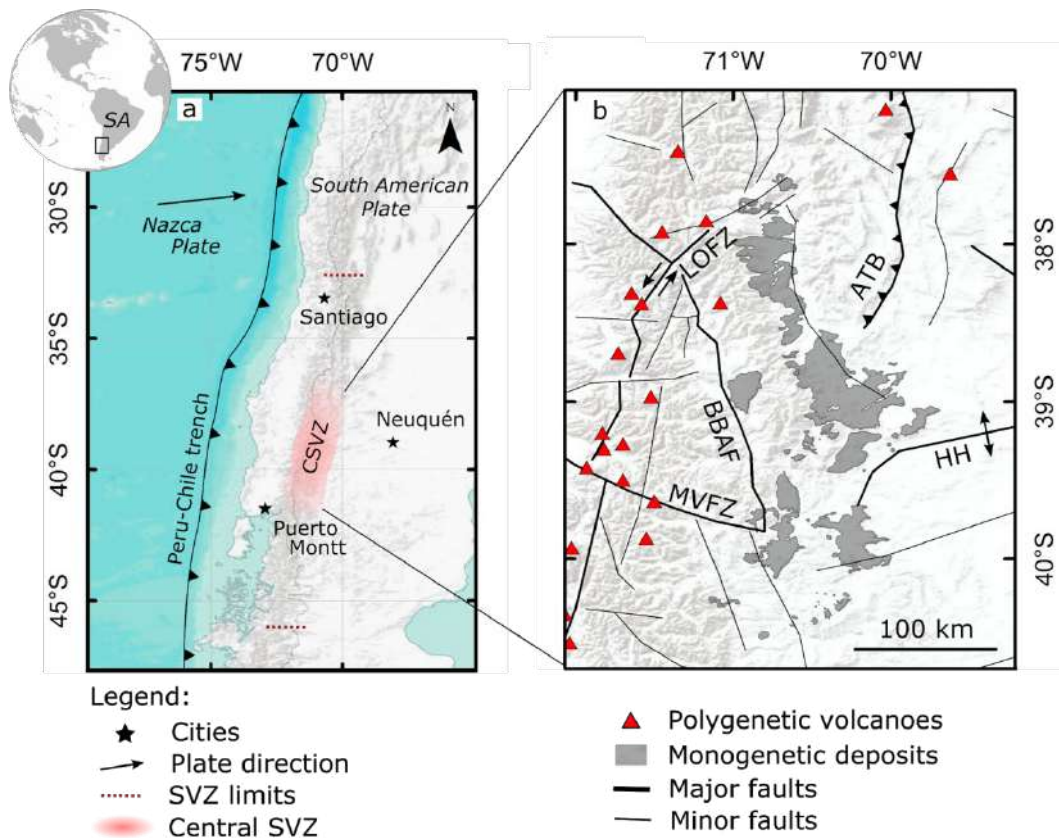 75°W 70°W
71°W 70°W
SA
a
N
b
South American
Plate
30°S
Nazca
Plate
38°S
LOFZ
ATB
Santiago
35°S
Neuquén
CSVZ
39°S
BBAF
HH
40°S
Peru-Chile trench
MVFZ
Puerto
Montt
40°S
45°S
100 km
Legend:
Cities
Plate direction
SVZ limits
Central SVZ
Polygenetic volcanoes
Monogenetic deposits
Major faults
Minor faults